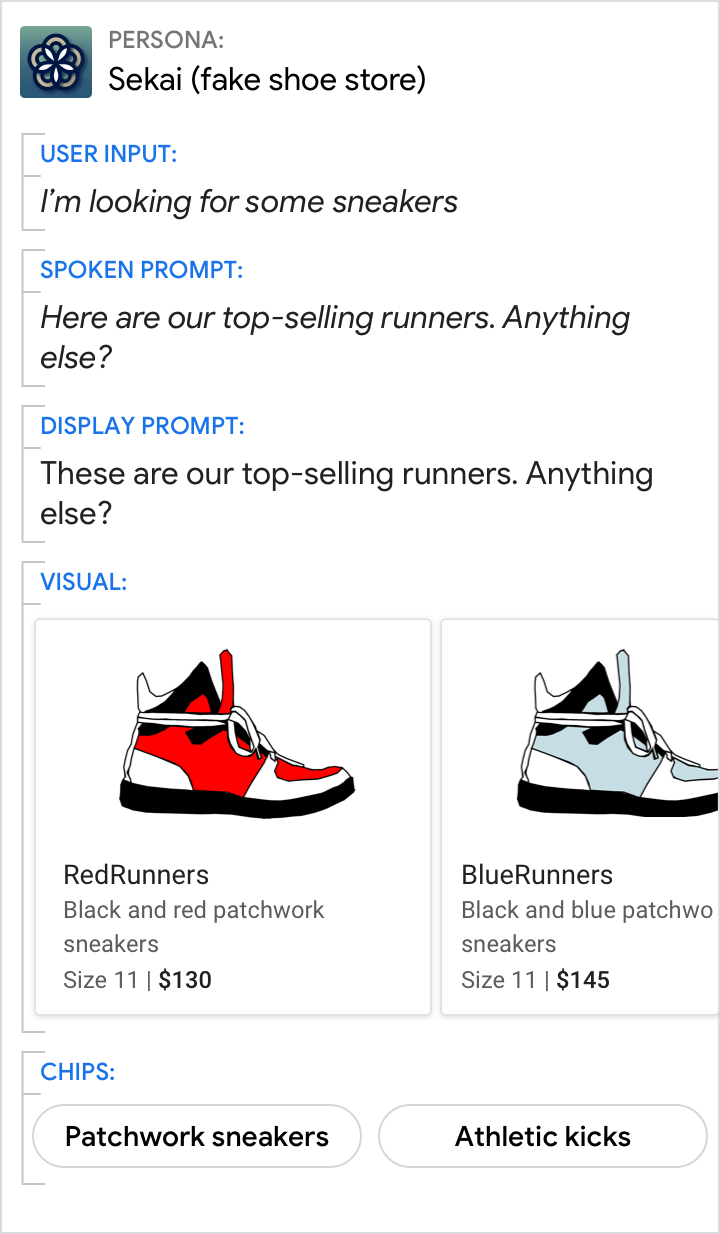 PERSONA:
Sekai (fake shoe store)
USER INPUT:
I’m looking for some sneakers
SPOKEN PROMPT:
Here are our top-selling runners. Anything
else?
DISPLAY PROMPT:
These are our top-selling runners. Anything
else?
VISUAL:
RedRunners
Black and red patchwork
sneakers
Size 11 | $130
BlueRunners
Black and blue patchwo
sneakers
Size 11 | $145
CHIPS:
Patchwork sneakers
Athletic kicks